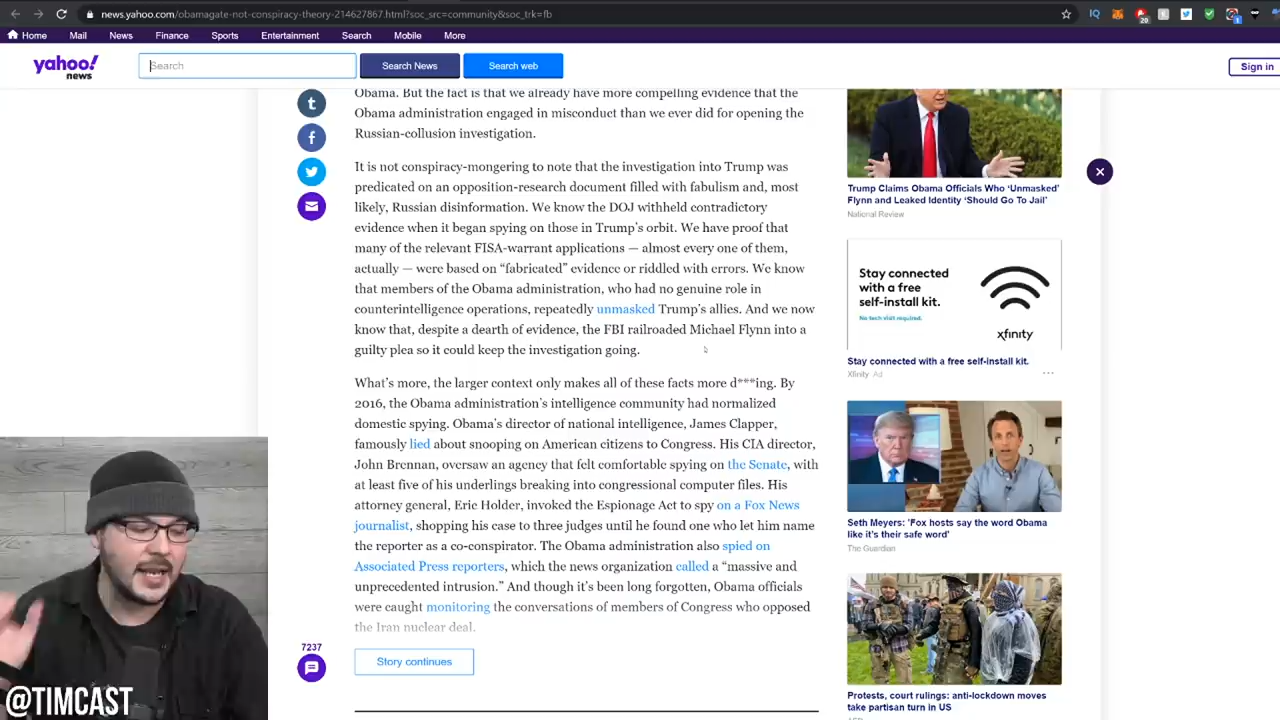 news.yahoo.com/obamagate-not-conspiracy-theory-214627867.html?soc_src=community&soc_trk=fb
IQ
20
1
Home Mail News Finance Sports Entertainment Search Mobile More
yahoo!
news
Search
Search News
Search web
Sign in
Obama. But the fact is that we already have more compelling evidence that the
Obama administration engaged in misconduct than we ever did for opening the
Russian-collusion investigation.
It is not conspiracy-mongering to note that the investigation into Trump was
predicated on an opposition-research document filled with fabulism and, most
likely, Russian disinformation. We know the DOJ withheld contradictory
evidence when it began spying on those in Trump's orbit. We have proof that
many of the relevant FISA-warrant applications — almost every one of them,
actually — were based on “fabricated” evidence or riddled with errors. We know
that members of the Obama administration, who had no genuine role in
counterintelligence operations, repeatedly unmasked Trump's allies. And we now
know that, despite a dearth of evidence, the FBI railroaded Michael Flynn into a
guilty plea so it could keep the investigation going.
What's more, the larger context only makes all of these facts more d***ing. By
2016, the Obama administration's intelligence community had normalized
domestic spying. Obama's director of national intelligence, James Clapper,
famously lied about snooping on American citizens to Congress. His CIA director,
John Brennan, oversaw an agency that felt comfortable spying on the Senate, with
at least five of his underlings breaking into congressional computer files. His
attorney general, Eric Holder, invoked the Espionage Act to spy on a Fox News
journalist, shopping his case to three judges until he found one who let him name
the reporter as a co-conspirator. The Obama administration also spied on
Associated Press reporters, which the news organization called a “massive and
unprecedented intrusion.” And though it's been long forgotten, Obama officials
were caught monitoring the conversations of members of Congress who opposed
the Iran nuclear deal.
7237
Story continues
Trump Claims Obama Officials Who ‘Unmasked’
Flynn and Leaked Identity ‘Should Go To Jail’
National Review
Stay connected
with a free
self-install kit.
No tech visit required.
xfinity
Stay connected with a free self-install kit.
Xfinity Ad
Seth Meyers: 'Fox hosts say the word Obama
like it's their safe word'
The Guardian
Protests, court rulings: anti-lockdown moves
take partisan turn in US
@TIMCAST